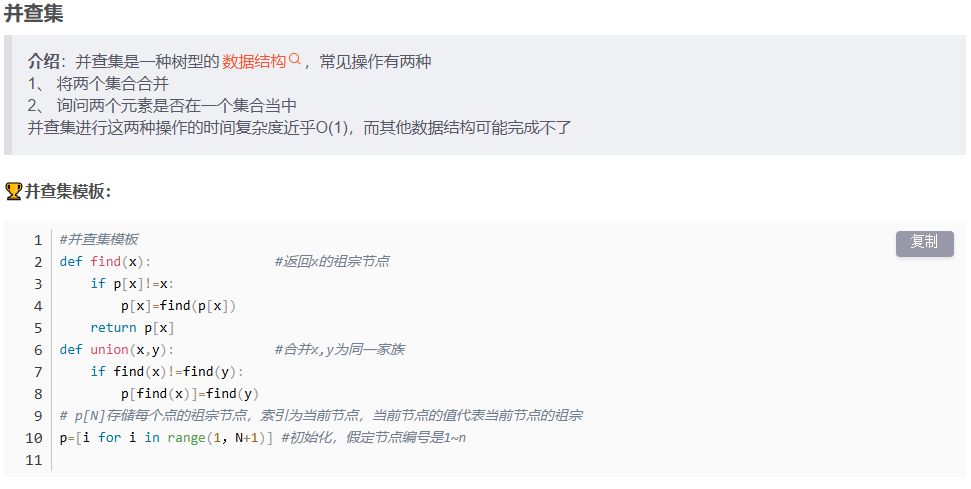 并查集
介绍：并查集是一种树型的数据结构，常见操作有两种
1、 将两个集合合并
2、 询问两个元素是否在一个集合当中
并查集进行这两种操作的时间复杂度近乎O(1)，而其他数据结构可能完成不了
🏆并查集模板：
复制
1 #并查集模板
2 def find(x):                #返回x的祖宗节点
3     if p[x]!=x:
4         p[x]=find(p[x])
5     return p[x]
6 def union(x,y):             #合并x,y为同一家族
7     if find(x)!=find(y):
8         p[find(x)]=find(y)
9 # p[N]存储每个点的祖宗节点，索引为当前节点，当前节点的值代表当前节点的祖宗
10 p=[i for i in range(1，N+1)] #初始化，假定节点编号是1~n
11